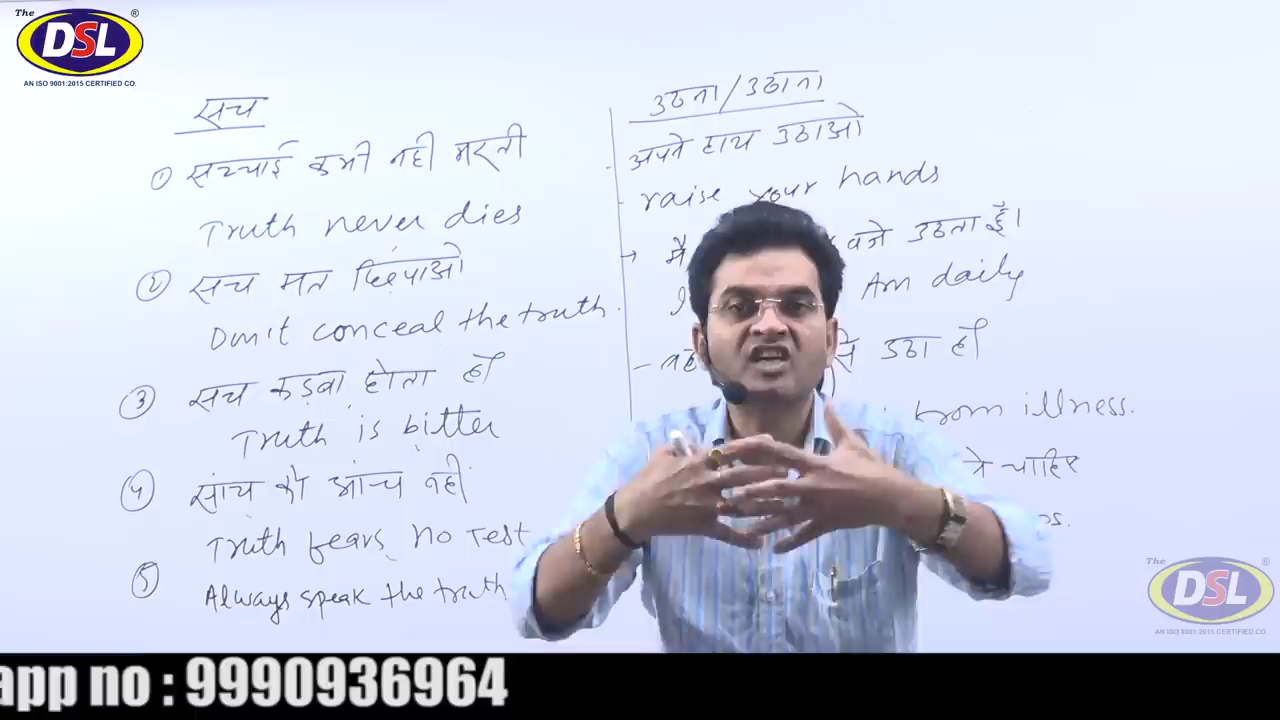 The
DSL
®
AN ISO 9001:2015 CERTIFIED CO.
सच
① सच्चाई कभी नही मरती
Truth never dies
② सच मत छिपाओ
Don't conceal the truth.
③ सच कड़वा होता हैं
Truth is bitter
④ सांच को आंच नही
Truth fears no Test
⑤ Always speak the truth
उठना/उठाना
- अपने हाथ उठाओ
- raise your hands
→ मैं बजे उठता हूँ।
I Am daily
- से उठा हैं
from illness.
चाहिए
The
DSL
®
AN ISO 9001:2015 CERTIFIED CO.
app no : 9990936964